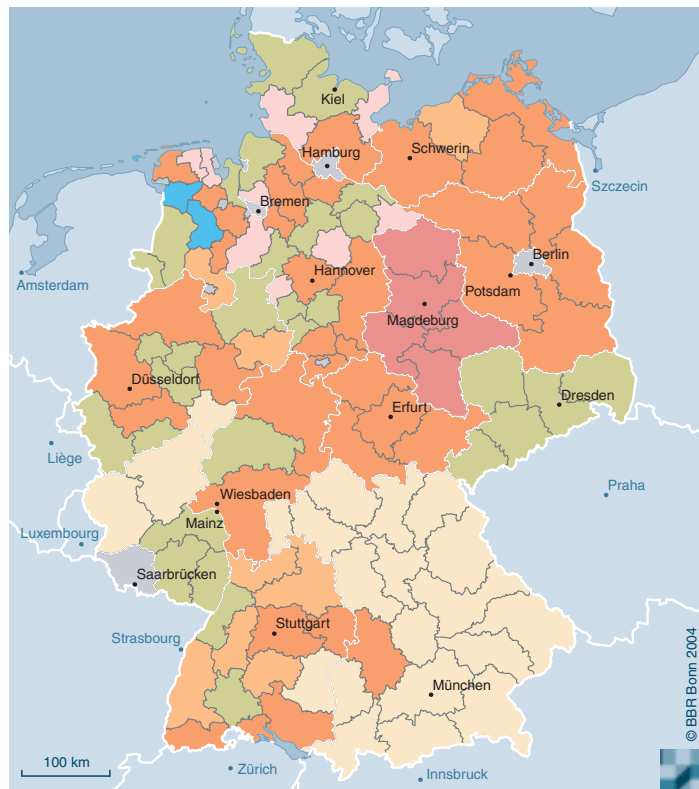 Kiel
Schwerin
Hamburg
Szczecin
Bremen
Berlin
Hannover
Amsterdam
Potsdam
Magdeburg
Düsseldorf
Dresden
Erfurt
Liège
Praha
Wiesbaden
Mainz
Luxembourg
Saarbrücken
Stuttgart
Strasbourg
München
© BBR Bonn 2004
100 km
Zürich
Innsbruck